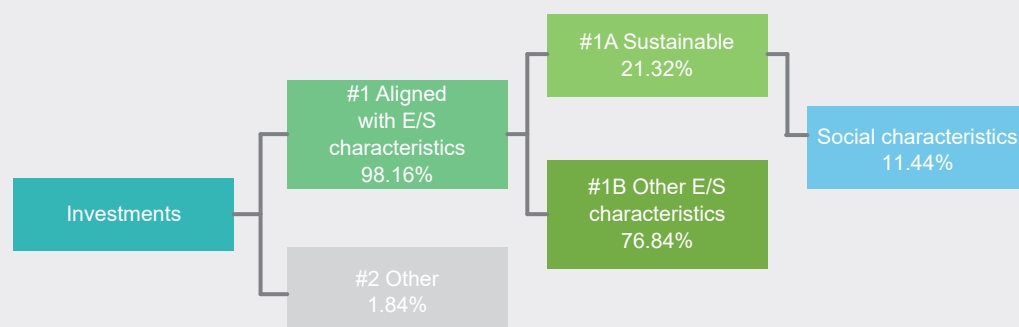 Investments
#1 Aligned
with E/S
characteristics
98.16%
#2 Other
1.84%
#1A Sustainable
21.32%
#1B Other E/S
characteristics
76.84%
Social characteristics
11.44%